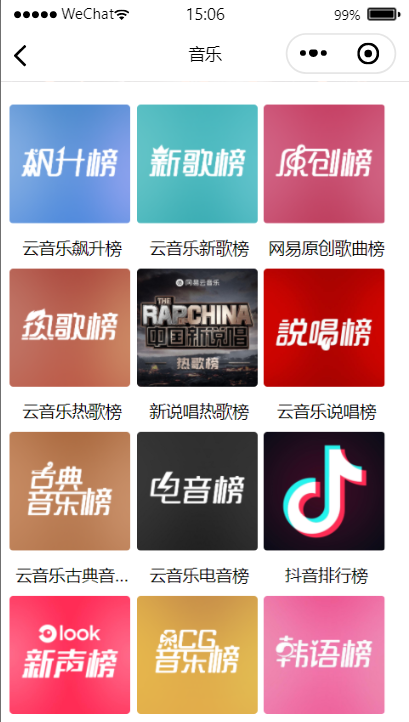 WeChat 15:06 99%
音乐
飙升榜 新歌榜 原创榜
云音乐飙升榜 云音乐新歌榜 网易原创歌曲榜
热歌榜
网易云音乐
THE
RAPCHINA
中国新说唱
热歌榜
説唱榜
云音乐热歌榜 新说唱热歌榜 云音乐说唱榜
古典
音乐榜
电音榜
云音乐古典音... 云音乐电音榜 抖音排行榜
look
新声榜
ACG
音乐榜
韩语榜